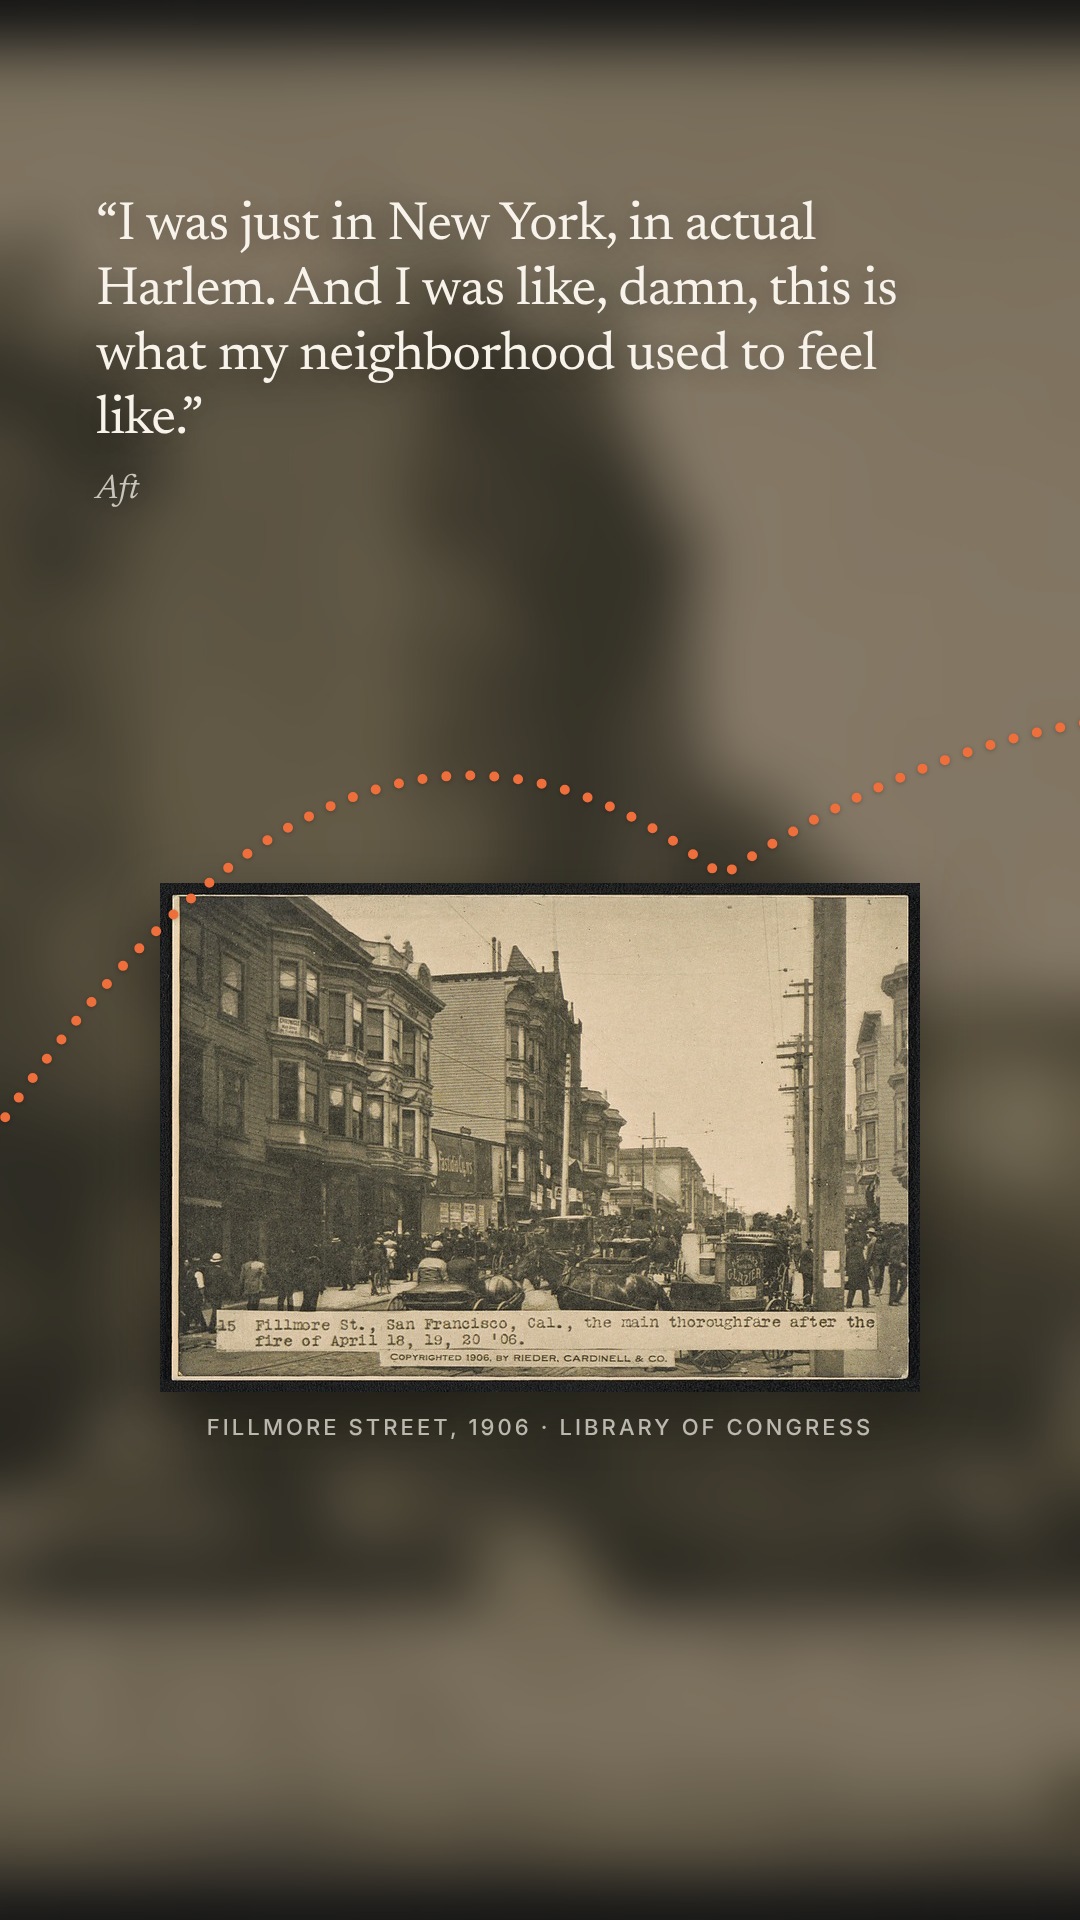 “I was just in New York, in actual
Harlem. And I was like, damn, this is
what my neighborhood used to feel
like.”
Aft
GLAZIER
15 Fillmore St., San Francisco, Cal., the main thoroughfare after the
fire of April 18, 19, 20 '06.
COPYRIGHTED 1906, BY RIEDER, CARDINELL & CO.
FILLMORE STREET, 1906 · LIBRARY OF CONGRESS